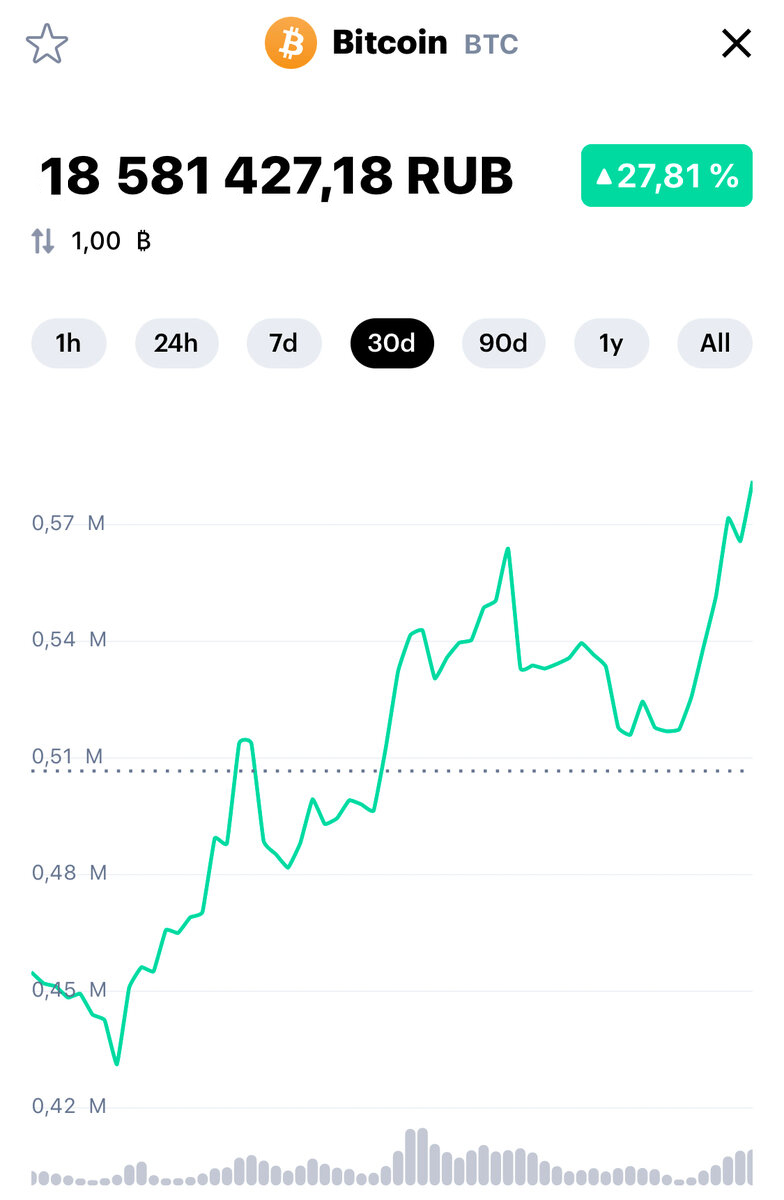 Bitcoin BTC
18 581 427,18 RUB ▲27,81 %
1,00 ₿
1h 24h 7d 30d 90d 1y All
0,57 M
0,54 M
0,51 M
0,48 M
0,45 M
0,42 M